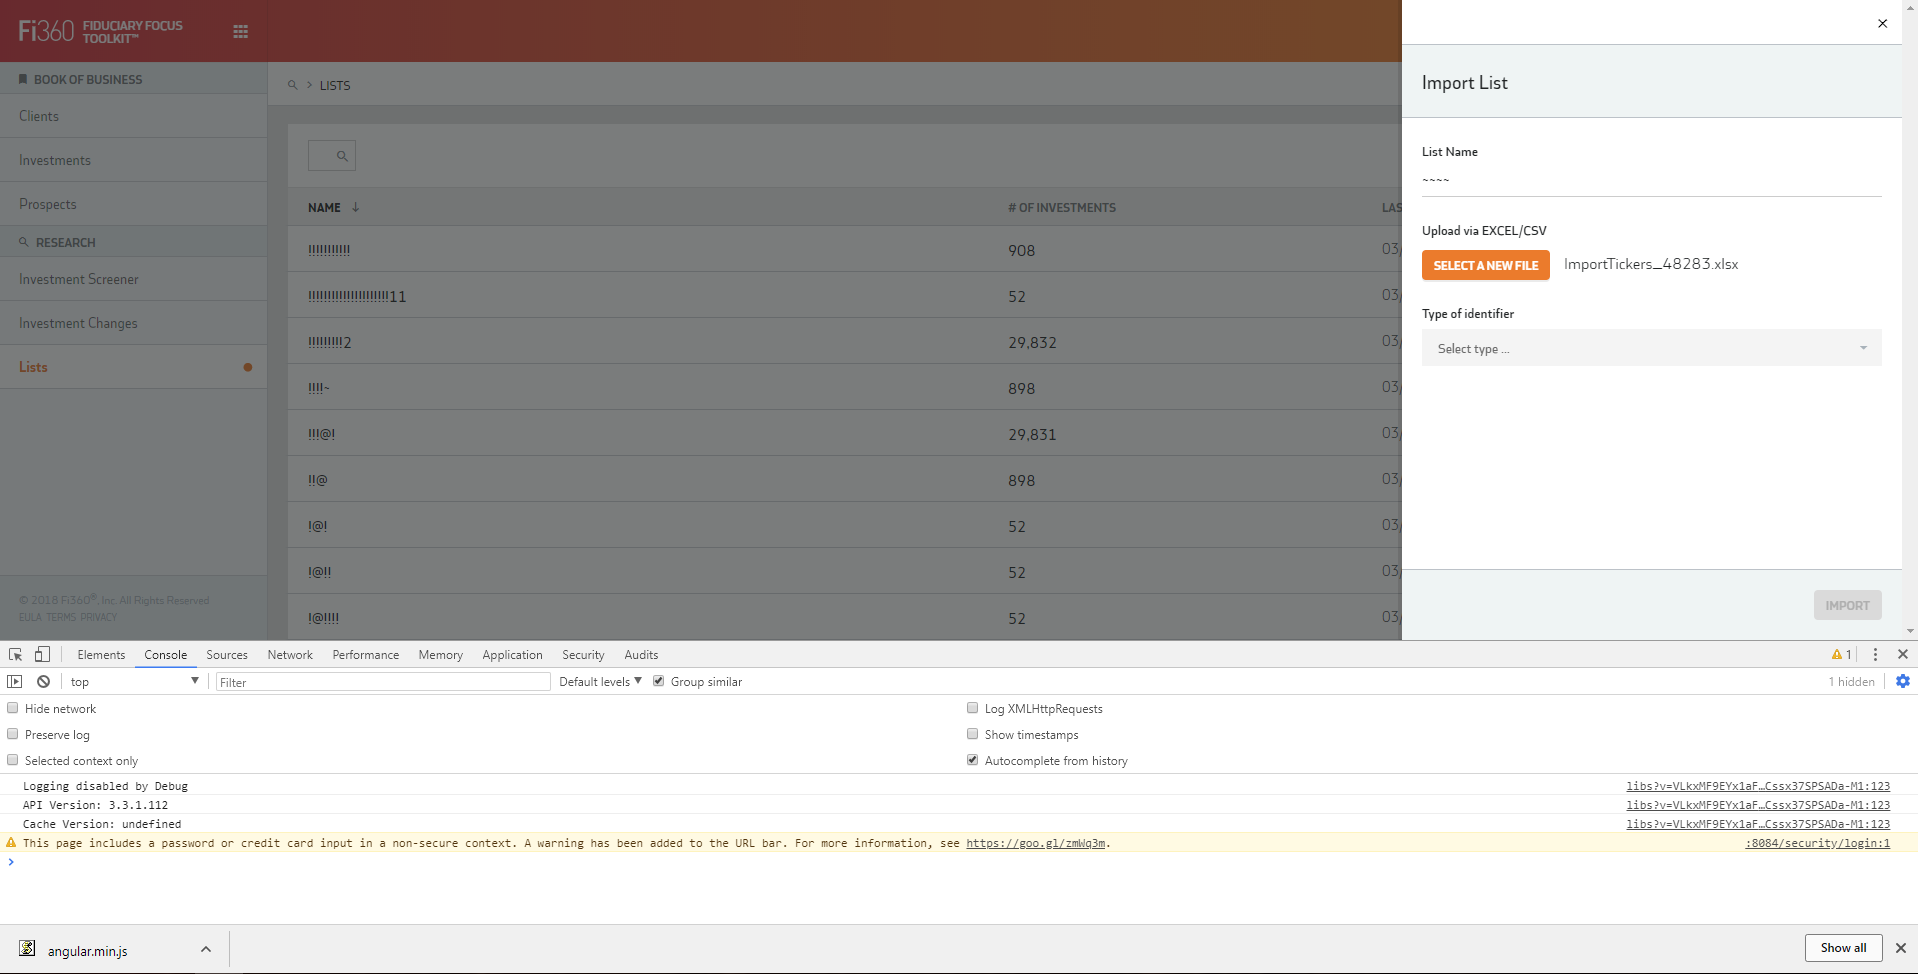 Fi360 FIDUCIARY FOCUS TOOLKIT™
BOOK OF BUSINESS
Clients
Investments
Prospects
RESEARCH
Investment Screener
Investment Changes
Lists
© 2018 Fi360®, Inc. All Rights Reserved
EULA TERMS PRIVACY
> LISTS
NAME ↓ # OF INVESTMENTS LAS
!!!!!!!!!!! 908 03/
!!!!!!!!!!!!!!!!!!!!!11 52 03/
!!!!!!!!!2 29,832 03/
!!!!~ 898 03/
!!!@! 29,831 03/
!!@ 898 03/
!@! 52 03/
!@!! 52 03/
!@!!!! 52 03/
Import List
List Name
~~~~
Upload via EXCEL/CSV
SELECT A NEW FILE ImportTickers_48283.xlsx
Type of identifier
Select type ...
IMPORT
Elements Console Sources Network Performance Memory Application Security Audits 1
top Filter Default levels Group similar 1 hidden
Hide network Log XMLHttpRequests
Preserve log Show timestamps
Selected context only Autocomplete from history
Logging disabled by Debug libs?v=VLkxMF9EYx1aF…Cssx37SPSADa-M1:123
API Version: 3.3.1.112 libs?v=VLkxMF9EYx1aF…Cssx37SPSADa-M1:123
Cache Version: undefined libs?v=VLkxMF9EYx1aF…Cssx37SPSADa-M1:123
This page includes a password or credit card input in a non-secure context. A warning has been added to the URL bar. For more information, see https://goo.gl/zmWq3m. :8084/security/login:1
>
angular.min.js Show all